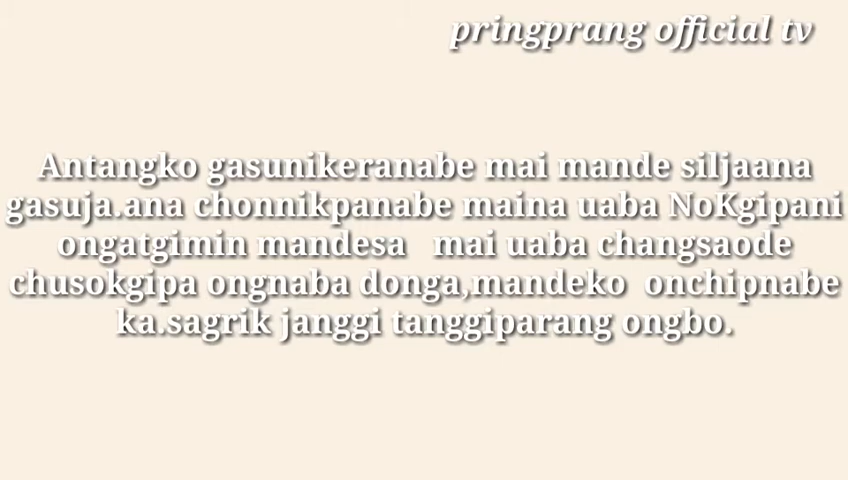 pringprang official tv
Antangko gasunikeranabe mai mande siljaana
gasuja.ana chonnikpanabe maina uaba NoKgipani
ongatgimin mandesa mai uaba changsaode
chusokgipa ongnaba donga,mandeko onchipnabe
ka.sagrik janggi tanggiparang ongbo.